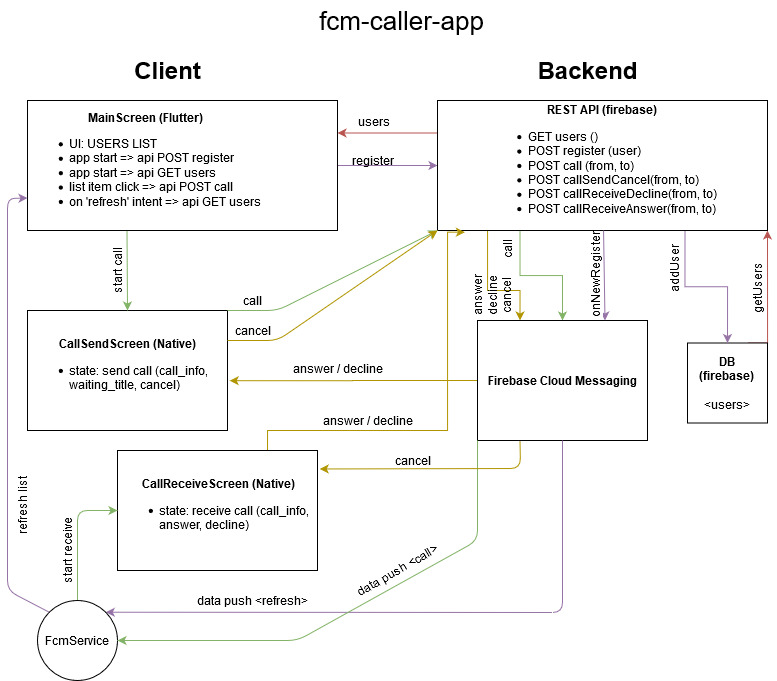 fcm-caller-app
Client
Backend
MainScreen (Flutter)
• UI: USERS LIST
• app start => api POST register
• app start => api GET users
• list item click => api POST call
• on 'refresh' intent => api GET users
users
register
REST API (firebase)
• GET users ()
• POST register (user)
• POST call (from, to)
• POST callSendCancel(from, to)
• POST callReceiveDecline(from, to)
• POST callReceiveAnswer(from, to)
start call
call
cancel
answer
decline
cancel
call
onNewRegister
addUser
getUsers
CallSendScreen (Native)
• state: send call (call_info,
waiting_title, cancel)
answer / decline
Firebase Cloud Messaging
DB
(firebase)
<users>
answer / decline
CallReceiveScreen (Native)
• state: receive call (call_info,
answer, decline)
cancel
refresh list
start receive
data push <call>
data push <refresh>
FcmService